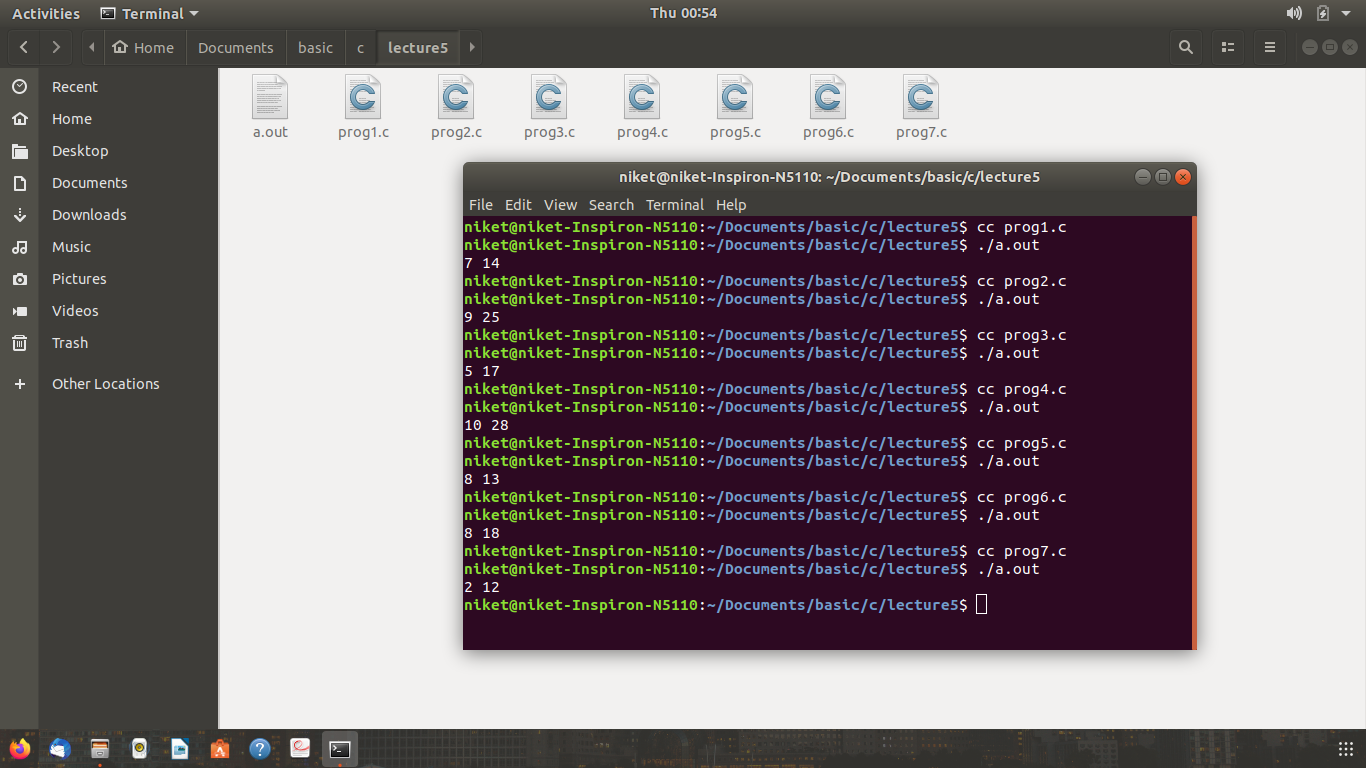 Activities Terminal Thu 00:54
Home Documents basic c lecture5
Recent
Home
Desktop
Documents
Downloads
Music
Pictures
Videos
Trash
Other Locations
a.out prog1.c prog2.c prog3.c prog4.c prog5.c prog6.c prog7.c
niket@niket-Inspiron-N5110: ~/Documents/basic/c/lecture5
File Edit View Search Terminal Help
niket@niket-Inspiron-N5110:~/Documents/basic/c/lecture5$ cc prog1.c
niket@niket-Inspiron-N5110:~/Documents/basic/c/lecture5$ ./a.out
7 14
niket@niket-Inspiron-N5110:~/Documents/basic/c/lecture5$ cc prog2.c
niket@niket-Inspiron-N5110:~/Documents/basic/c/lecture5$ ./a.out
9 25
niket@niket-Inspiron-N5110:~/Documents/basic/c/lecture5$ cc prog3.c
niket@niket-Inspiron-N5110:~/Documents/basic/c/lecture5$ ./a.out
5 17
niket@niket-Inspiron-N5110:~/Documents/basic/c/lecture5$ cc prog4.c
niket@niket-Inspiron-N5110:~/Documents/basic/c/lecture5$ ./a.out
10 28
niket@niket-Inspiron-N5110:~/Documents/basic/c/lecture5$ cc prog5.c
niket@niket-Inspiron-N5110:~/Documents/basic/c/lecture5$ ./a.out
8 13
niket@niket-Inspiron-N5110:~/Documents/basic/c/lecture5$ cc prog6.c
niket@niket-Inspiron-N5110:~/Documents/basic/c/lecture5$ ./a.out
8 18
niket@niket-Inspiron-N5110:~/Documents/basic/c/lecture5$ cc prog7.c
niket@niket-Inspiron-N5110:~/Documents/basic/c/lecture5$ ./a.out
2 12
niket@niket-Inspiron-N5110:~/Documents/basic/c/lecture5$